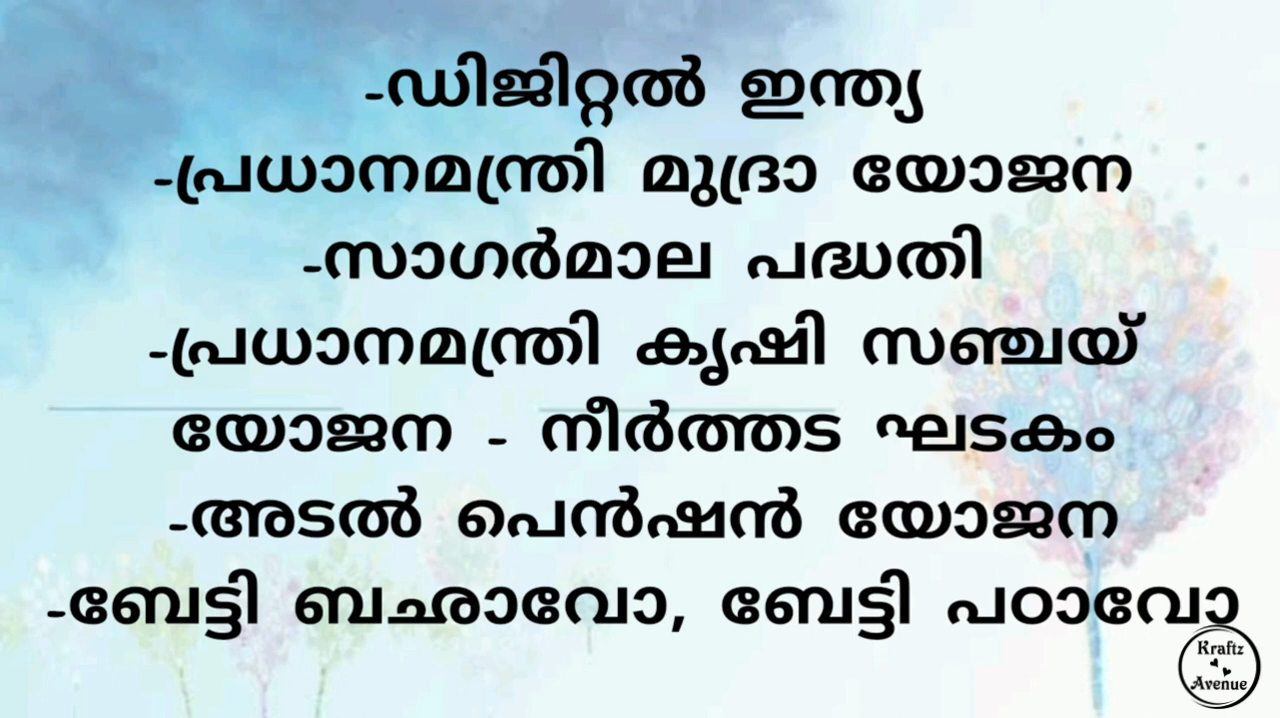 -ഡിജിറ്റൽ ഇന്ത്യ
-പ്രധാനമന്ത്രി മുദ്രാ യോജന
-സാഗർമാല പദ്ധതി
-പ്രധാനമന്ത്രി കൃഷി സഞ്ചയ്
യോജന - നീർത്തട ഘടകം
-അടൽ പെൻഷൻ യോജന
-ബേട്ടി ബഛാവോ, ബേട്ടി പഠാവോ
Kraftz
Avenue